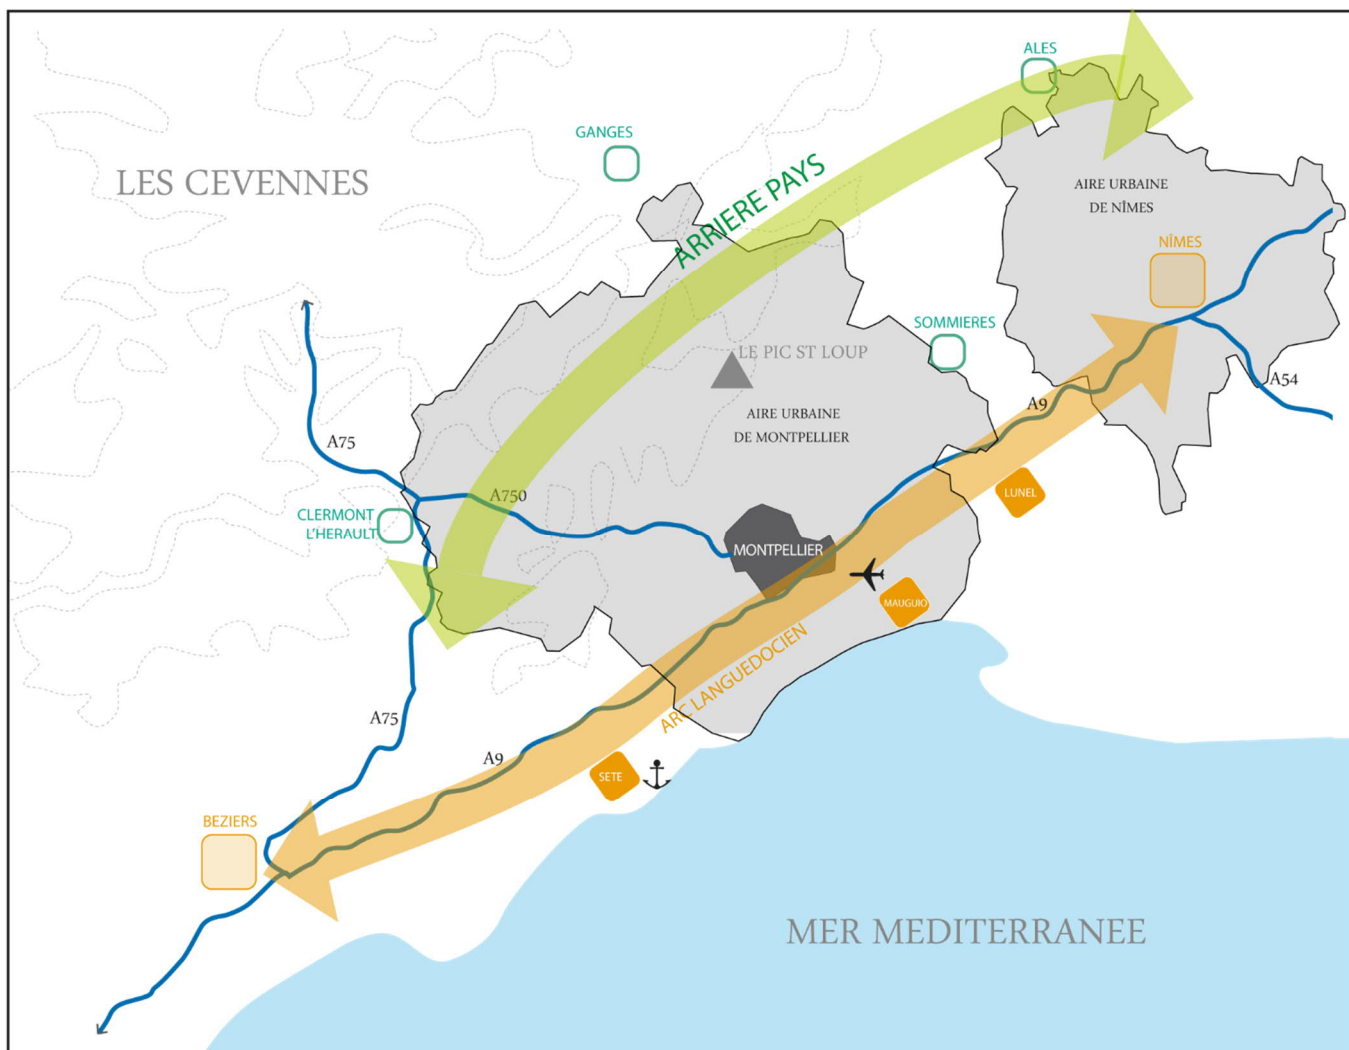 ALES
GANGES
LES CEVENNES
ARRIERE PAYS
AIRE URBAINE
DE NÎMES
NÎMES
SOMMIERES
LE PIC ST LOUP
A54
A9
AIRE URBAINE
DE MONTPELLIER
A75
A750
LUNEL
CLERMONT
L'HERAULT
MONTPELLIER
MAUGUIO
ARC LANGUEDOCIEN
A75
A9
SETE
BEZIERS
MER MEDITERRANEE